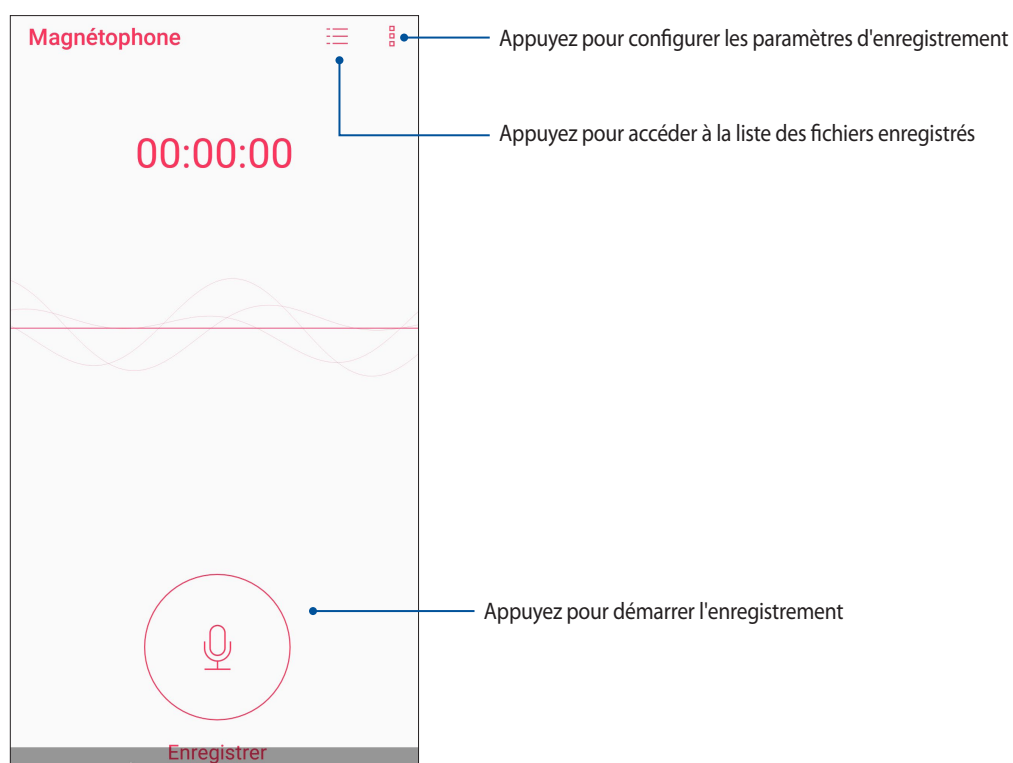 Magnétophone
Appuyez pour configurer les paramètres d'enregistrement
Appuyez pour accéder à la liste des fichiers enregistrés
00:00:00
Appuyez pour démarrer l'enregistrement
Enregistrer